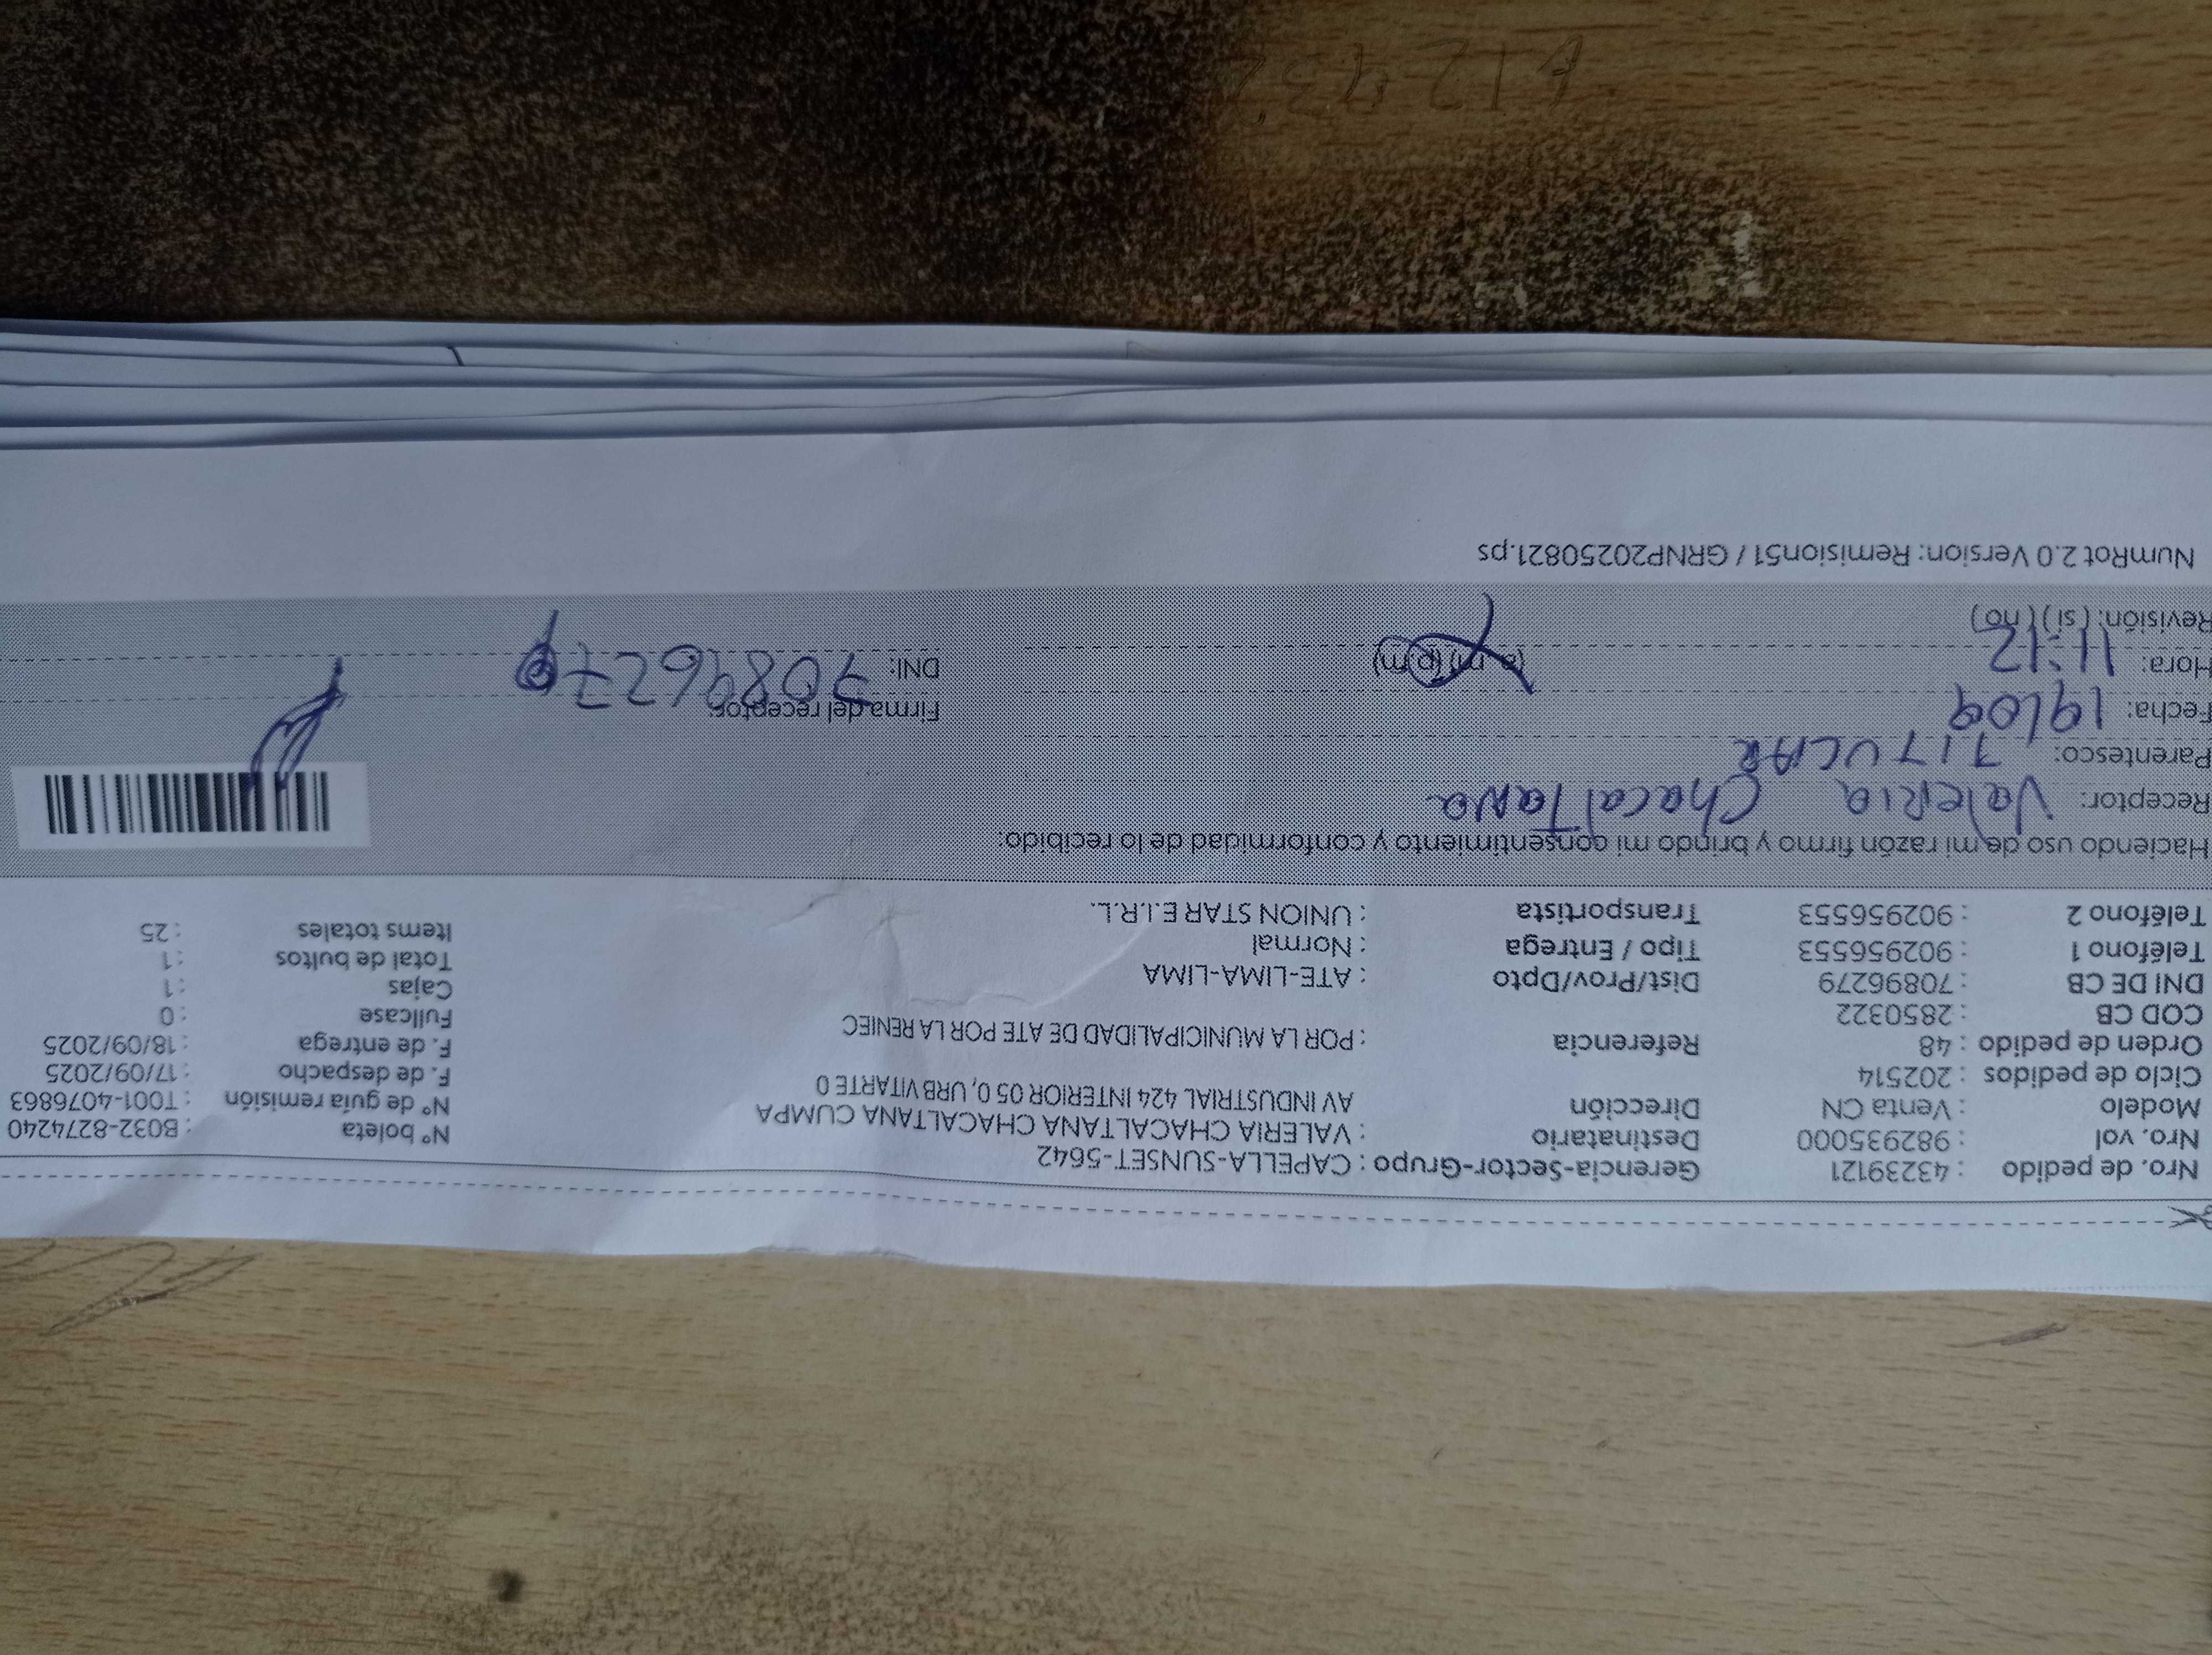 Nro. de pedido : 43239121 Gerencia-Sector-Grupo : CAPELLA-SUNSET-5642
Nro. vol : 982935000 Destinatario : VALERIA CHACALTANA CHACALTANA CUMPA Nº boleta : B032-8274240
Modelo : Venta CN Dirección AV INDUSTRIAL 424 INTERIOR 05 0, URB VITARTE 0 Nº de guía remisión : T001-4076863
Ciclo de pedidos : 202514 F. de despacho : 17/09/2025
Orden de pedido : 48 Referencia : POR LA MUNICIPALIDAD DE ATE POR LA RENIEC F. de entrega : 18/09/2025
COD CB : 2850322 Fullcase : 0
DNI DE CB : 70896279 Dist/Prov/Dpto : ATE-LIMA-LIMA Cajas : 1
Teléfono 1 : 902956553 Tipo / Entrega : Normal Total de bultos : 1
Teléfono 2 : 902956553 Transportista : UNION STAR E.I.R.L. Items totales : 25
Haciendo uso de mi razón firmo y brindo mi consentimiento y conformidad de lo recibido:
Receptor: Valeria Chacaltana
Parentesco: TITULAR
Fecha: 19/09 Firma del receptor:
Hora: 11:12 (a m) (p m) DNI: 7089627
Revisión: ( si ) ( no )
NumRot 2.0 Version: Remision51 / GRNP20250821.ps